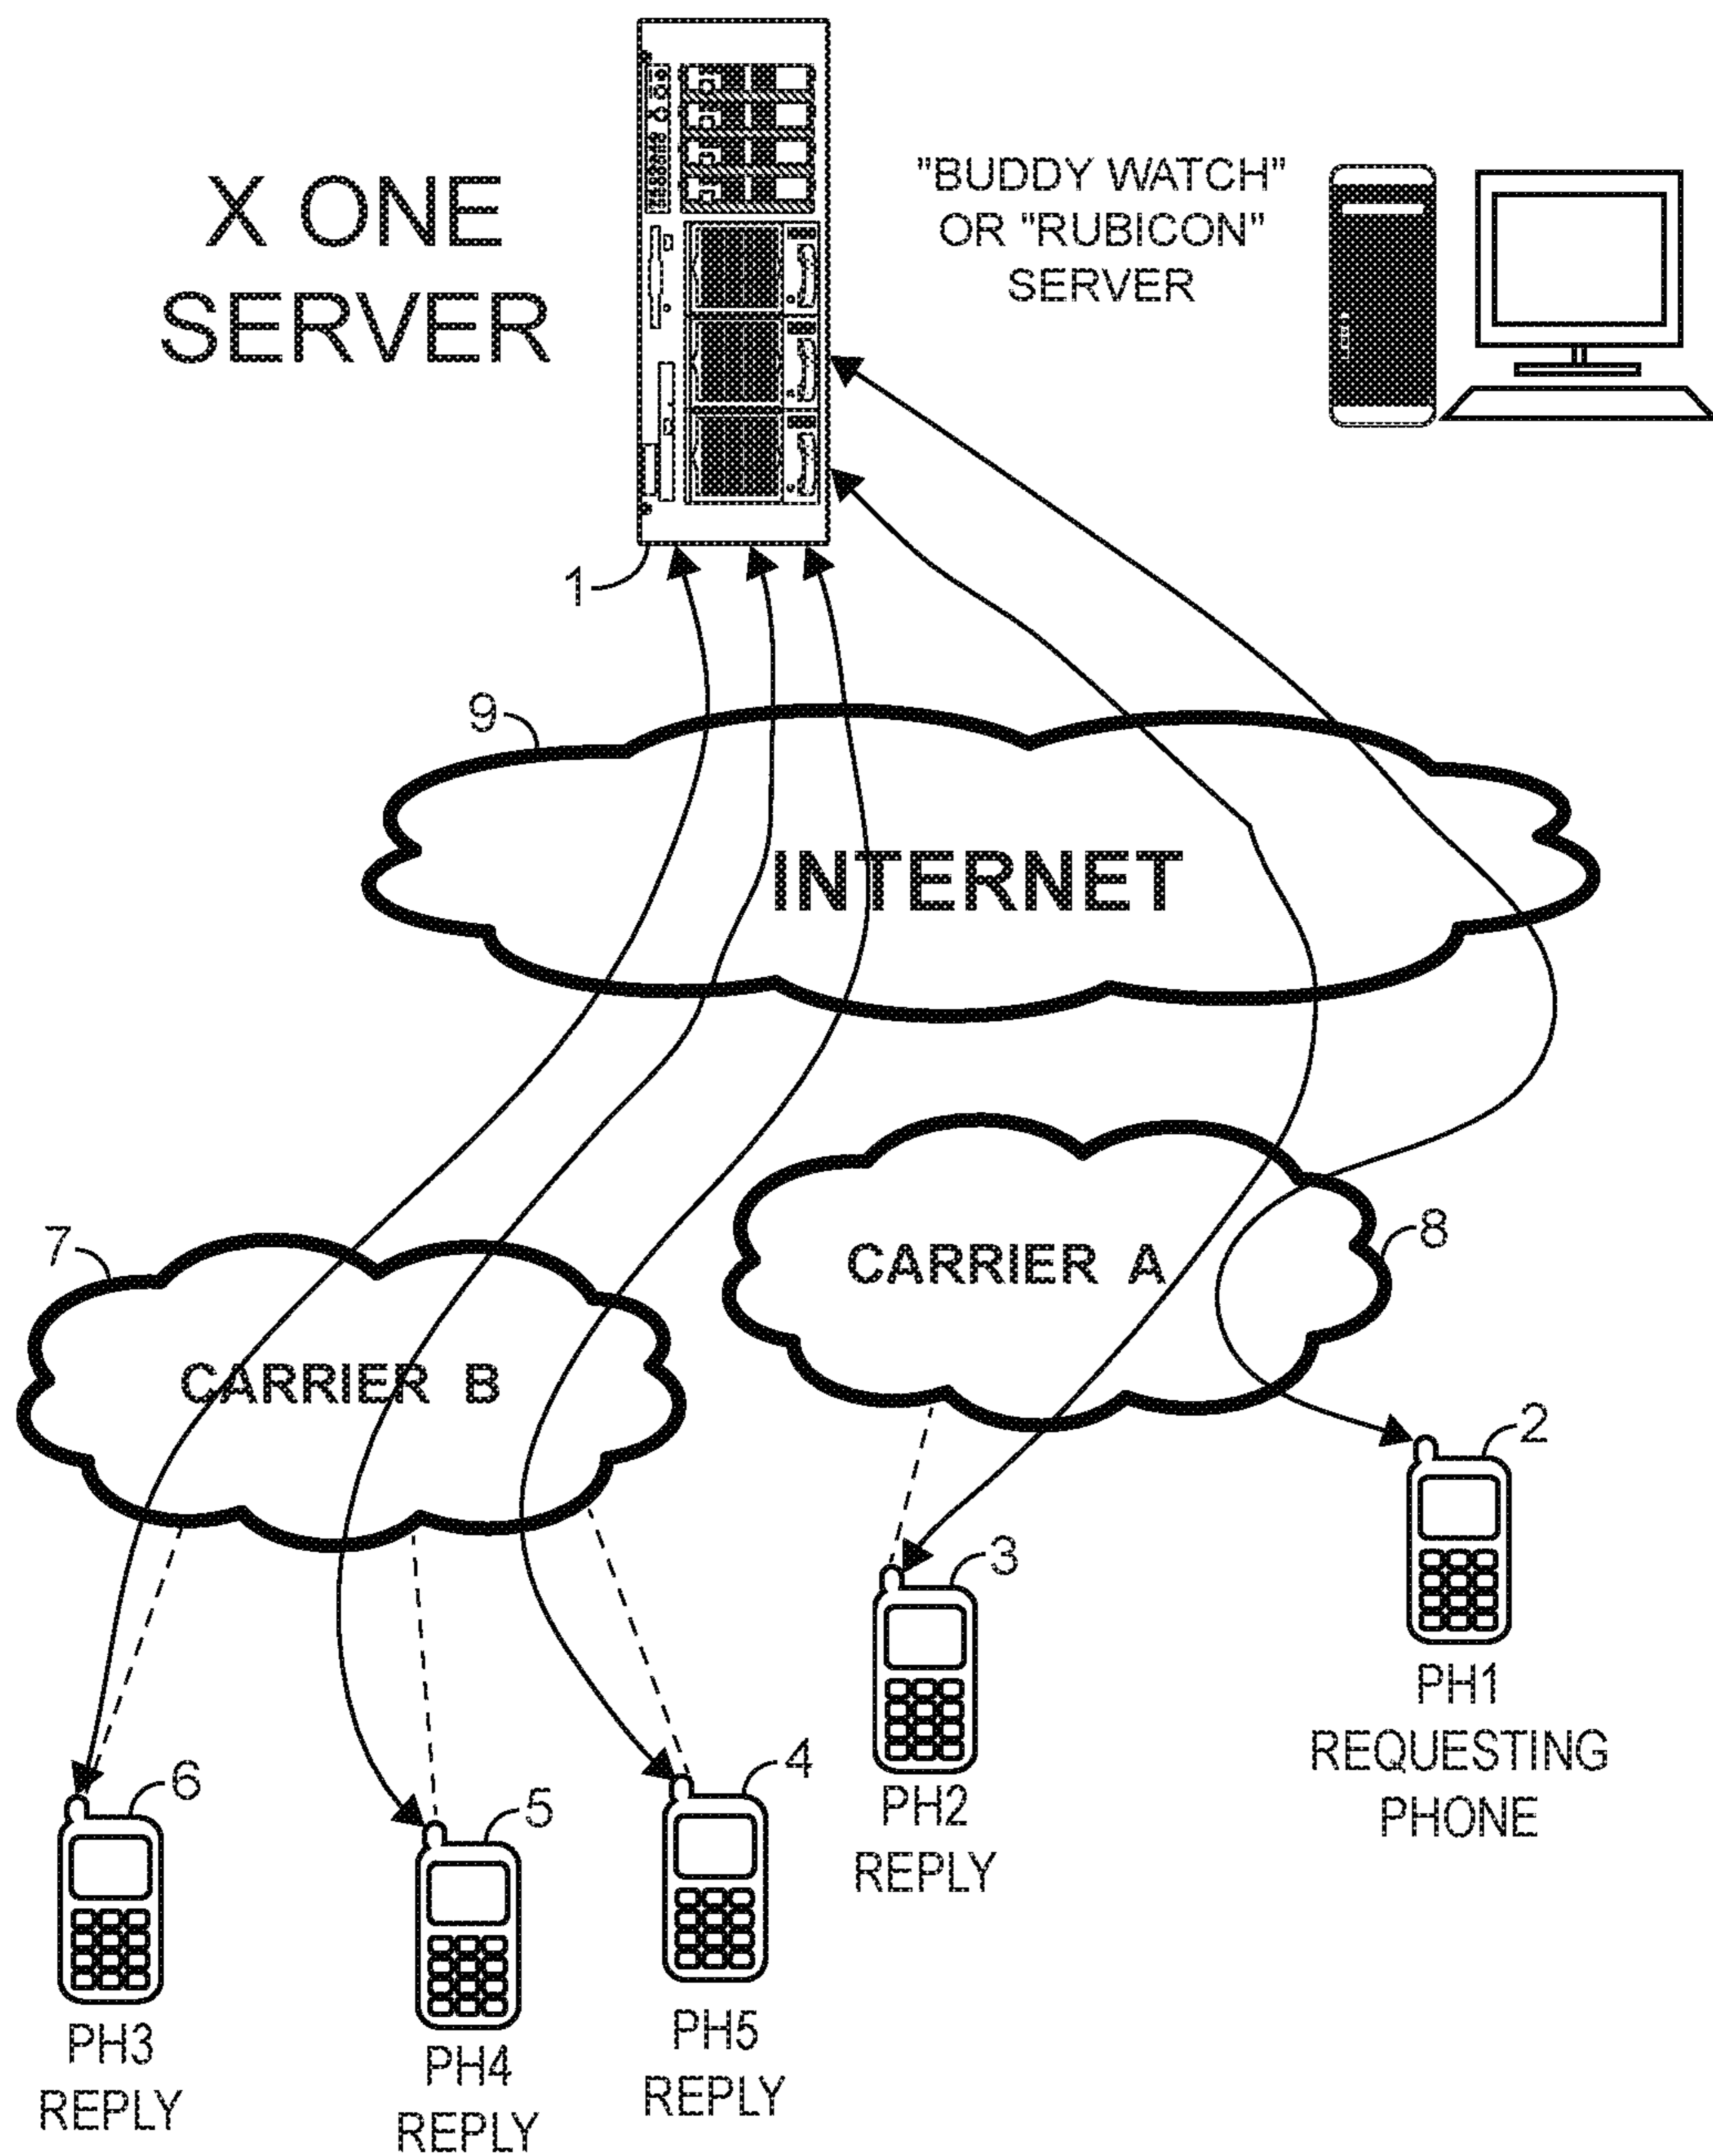 X ONE
SERVER
"BUDDY WATCH"
OR "RUBICON"
SERVER
1
9
INTERNET
7
CARRIER B
CARRIER A
8
2
3
6
5
4
PH1
REQUESTING
PHONE
PH2
REPLY
PH3
REPLY
PH4
REPLY
PH5
REPLY